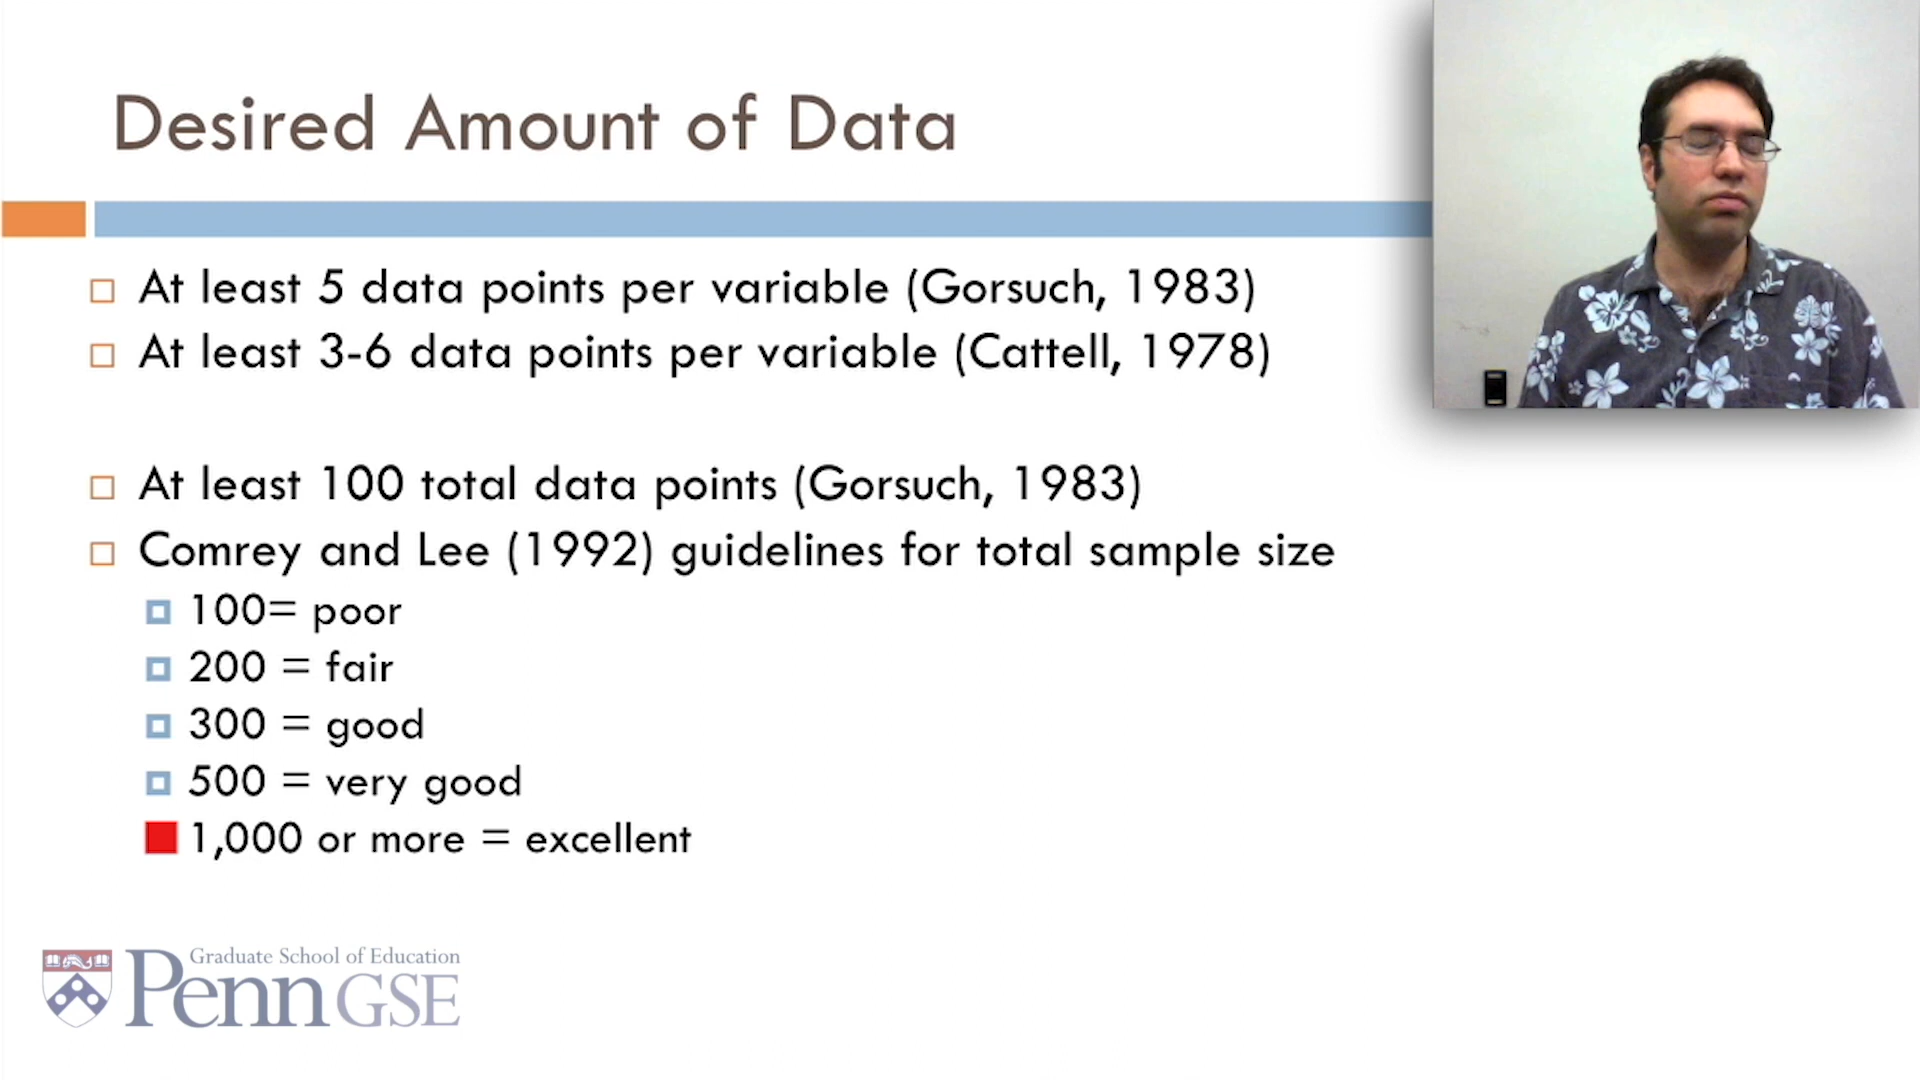 Desired Amount of Data
At least 5 data points per variable (Gorsuch, 1983)
At least 3-6 data points per variable (Cattell, 1978)
At least 100 total data points (Gorsuch, 1983)
Comrey and Lee (1992) guidelines for total sample size
100= poor
200 = fair
300 = good
500 = very good
1,000 or more = excellent
Graduate School of Education
Penn GSE